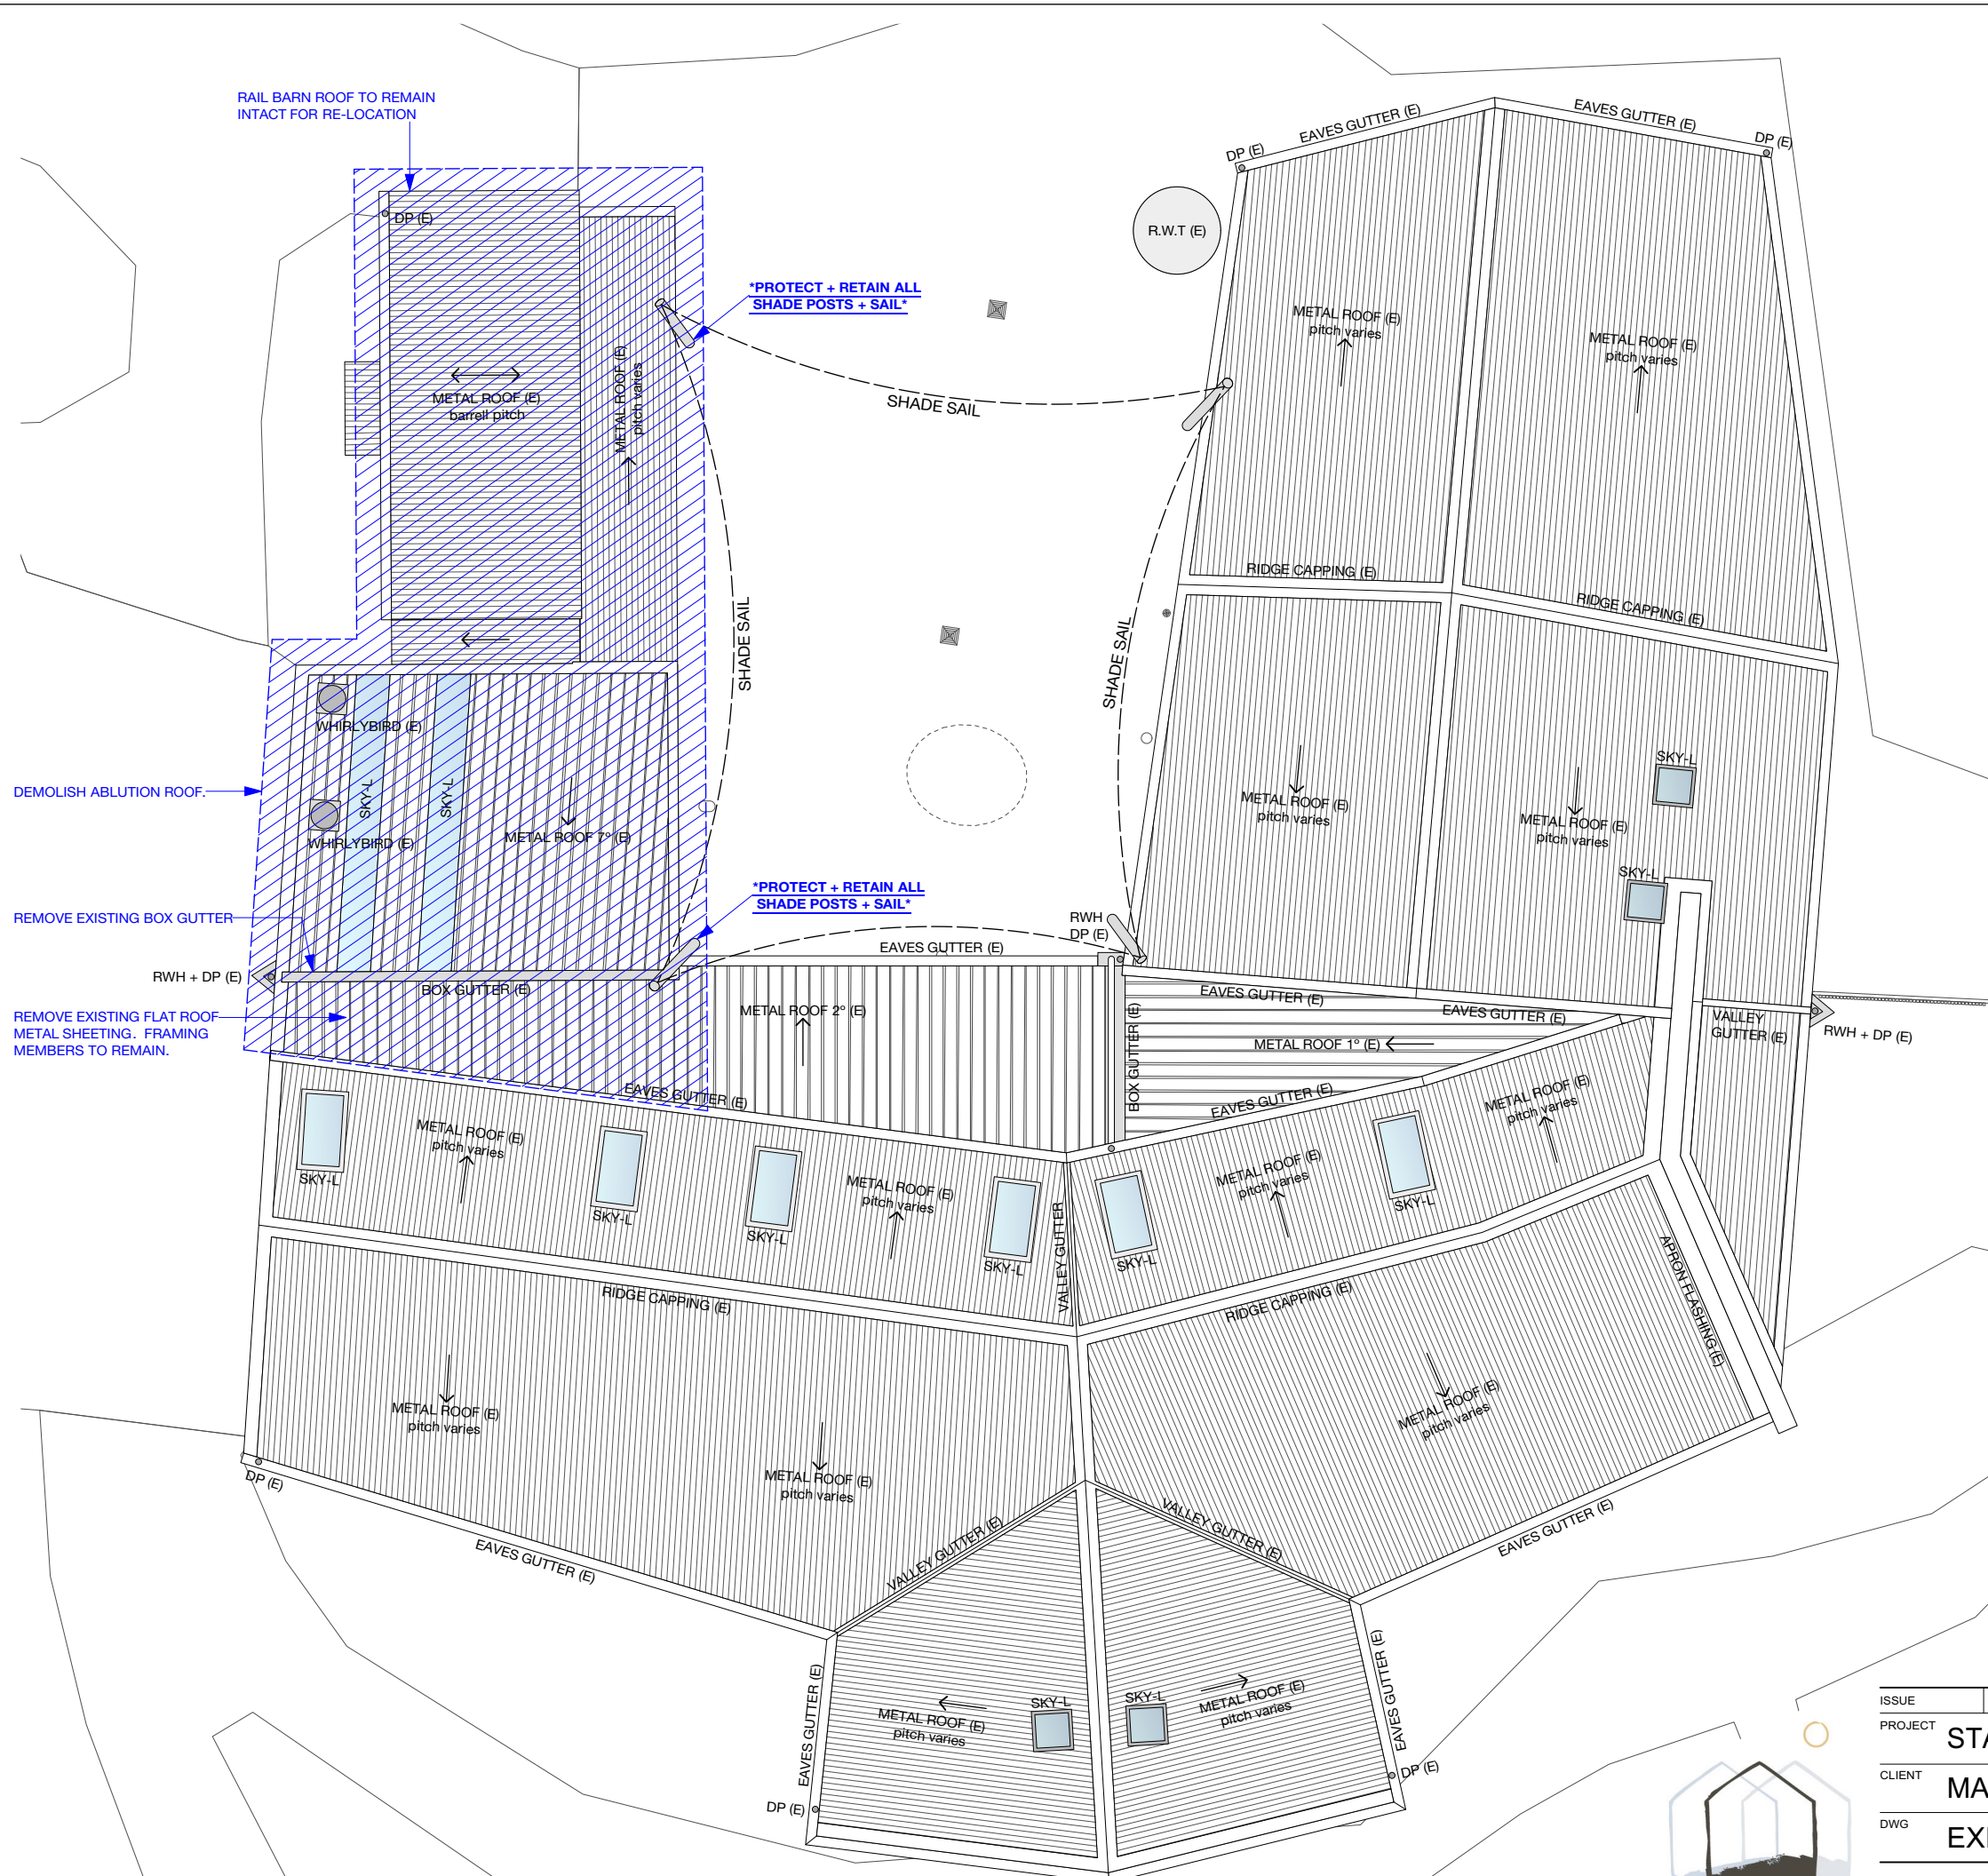 RAIL BARN ROOF TO REMAIN
INTACT FOR RE-LOCATION
EAVES GUTTER (E)
EAVES GUTTER (E)
DP (E)
DP (E)
DP (E)
R.W.T (E)
*PROTECT + RETAIN ALL
SHADE POSTS + SAIL*
METAL ROOF (E)
pitch varies
METAL ROOF (E)
pitch varies
METAL ROOF (E)
barrell pitch
METAL ROOF (E)
pitch varies
SHADE SAIL
RIDGE CAPPING (E)
RIDGE CAPPING (E)
SHADE SAIL
SHADE SAIL
WHIRLYBIRD (E)
SKY-L
SKY-L
SKY-L
DEMOLISH ABLUTION ROOF.
METAL ROOF (E)
pitch varies
METAL ROOF (E)
pitch varies
WHIRLYBIRD (E)
METAL ROOF 7° (E)
SKY-L
*PROTECT + RETAIN ALL
SHADE POSTS + SAIL*
REMOVE EXISTING BOX GUTTER
RWH
DP (E)
EAVES GUTTER (E)
RWH + DP (E)
BOX GUTTER (E)
EAVES GUTTER (E)
EAVES GUTTER (E)
METAL ROOF 2° (E)
REMOVE EXISTING FLAT ROOF
METAL SHEETING. FRAMING
MEMBERS TO REMAIN.
VALLEY
GUTTER (E)
RWH + DP (E)
METAL ROOF 1° (E)
BOX GUTTER (E)
EAVES GUTTER (E)
EAVES GUTTER (E)
METAL ROOF (E)
pitch varies
METAL ROOF (E)
pitch varies
METAL ROOF (E)
pitch varies
METAL ROOF (E)
pitch varies
SKY-L
SKY-L
SKY-L
SKY-L
SKY-L
SKY-L
VALLEY GUTTER (E)
RIDGE CAPPING (E)
RIDGE CAPPING (E)
APRON FLASHING (E)
METAL ROOF (E)
pitch varies
METAL ROOF (E)
pitch varies
METAL ROOF (E)
pitch varies
DP (E)
EAVES GUTTER (E)
VALLEY GUTTER (E)
VALLEY GUTTER (E)
EAVES GUTTER (E)
EAVES GUTTER (E)
EAVES GUTTER (E)
METAL ROOF (E)
pitch varies
SKY-L
SKY-L
METAL ROOF (E)
pitch varies
DP (E)
DP (E)
ISSUE
PROJECT
STA
CLIENT
MA
DWG